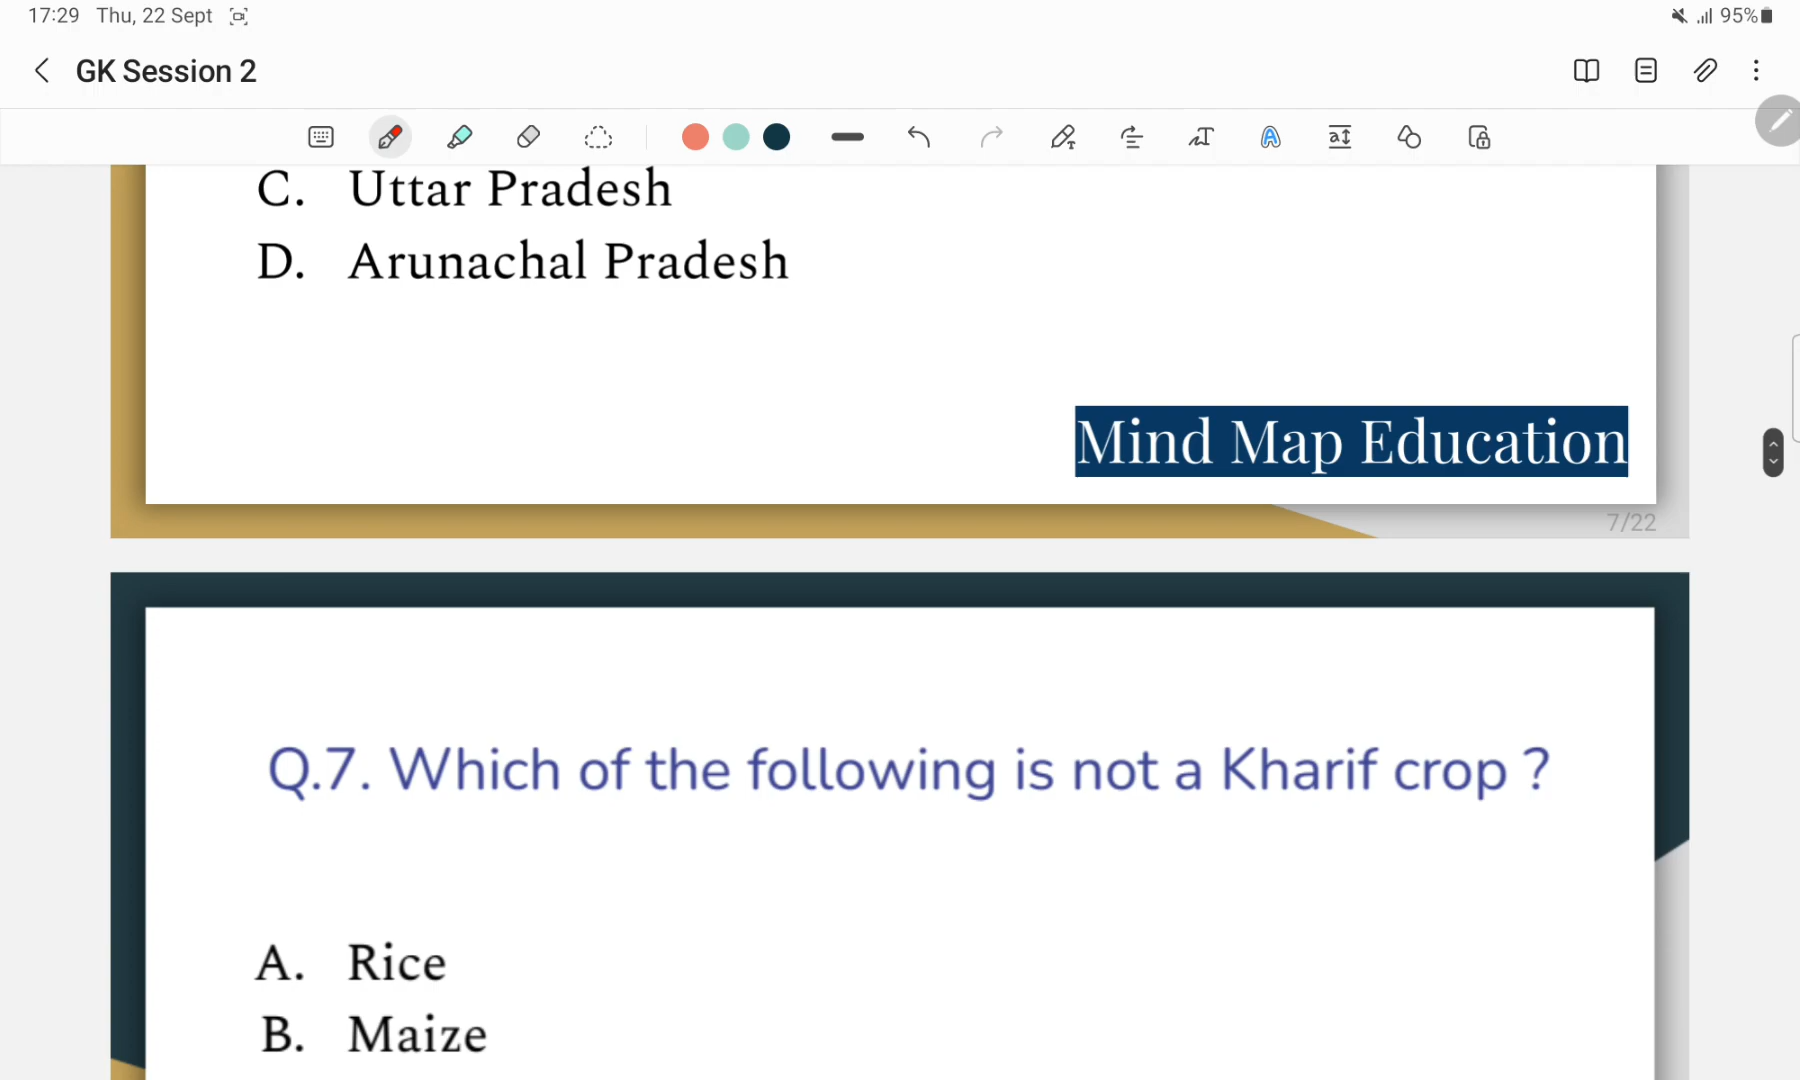 17:29 Thu, 22 Sept 95%
GK Session 2
C. Uttar Pradesh
D. Arunachal Pradesh
Mind Map Education
7/22
Q.7. Which of the following is not a Kharif crop ?
A. Rice
B. Maize